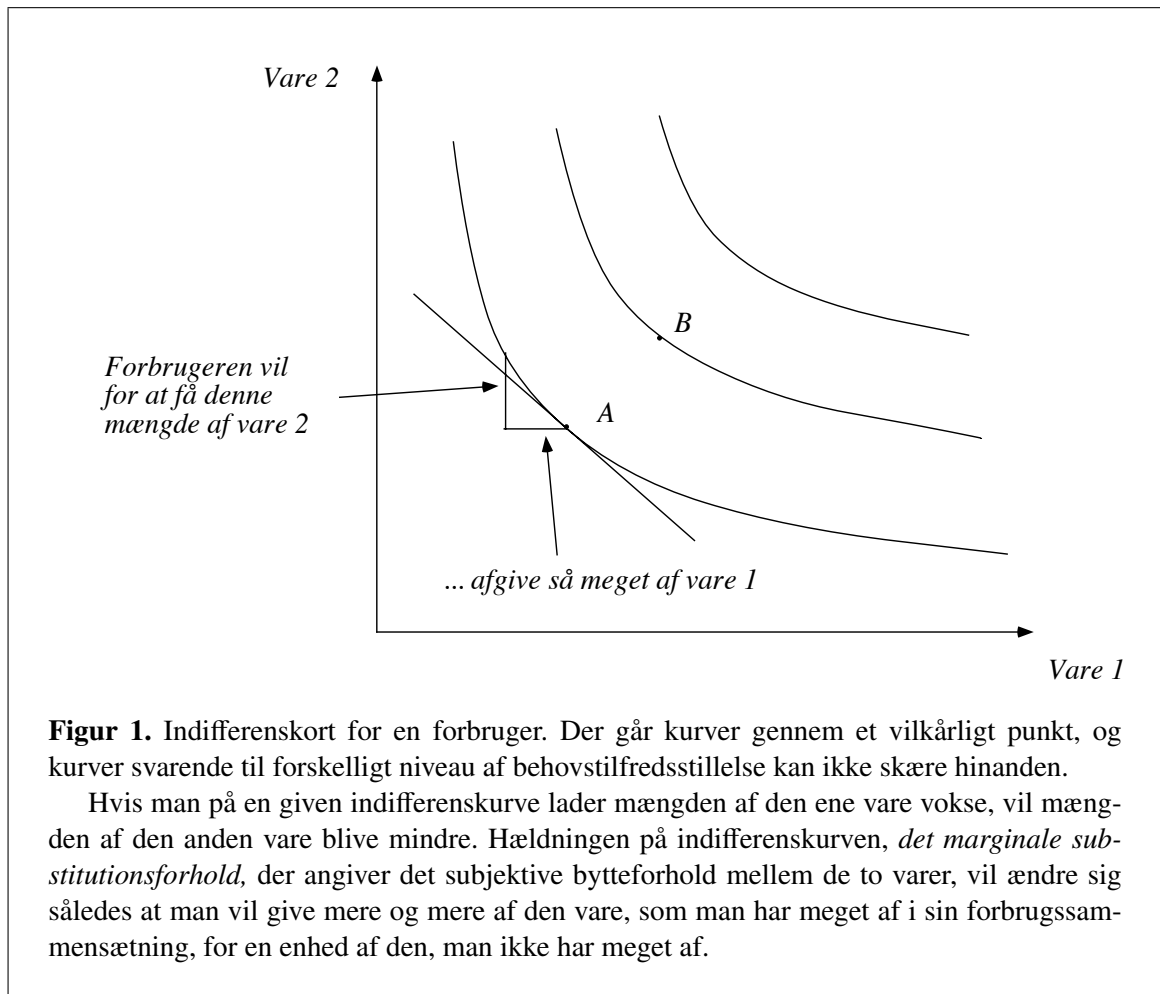 Vare 2
B
Forbrugeren vil
for at få denne
mængde af vare 2
A
... afgive så meget af vare 1
Vare 1
Figur 1. Indifferenskort for en forbruger. Der går kurver gennem et vilkårligt punkt, og
kurver svarende til forskelligt niveau af behovstilfredsstillelse kan ikke skære hinanden.
Hvis man på en given indifferenskurve lader mængden af den ene vare vokse, vil mæng-
den af den anden vare blive mindre. Hældningen på indifferenskurven, det marginale sub-
stitutionsforhold, der angiver det subjektive bytteforhold mellem de to varer, vil ændre sig
således at man vil give mere og mere af den vare, som man har meget af i sin forbrugssam-
mensætning, for en enhed af den, man ikke har meget af.